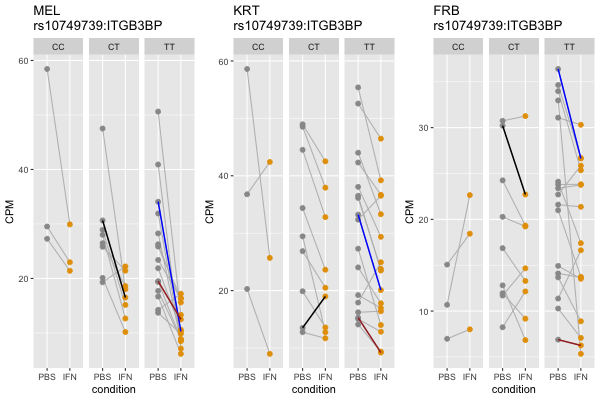 MEL
rs10749739:ITGB3BP
CC CT TT
60
40
20
CPM
PBS IFN PBS IFN PBS IFN
condition
KRT
rs10749739:ITGB3BP
CC CT TT
60
40
20
CPM
PBS IFN PBS IFN PBS IFN
condition
FRB
rs10749739:ITGB3BP
CC CT TT
30
20
10
CPM
PBS IFN PBS IFN PBS IFN
condition